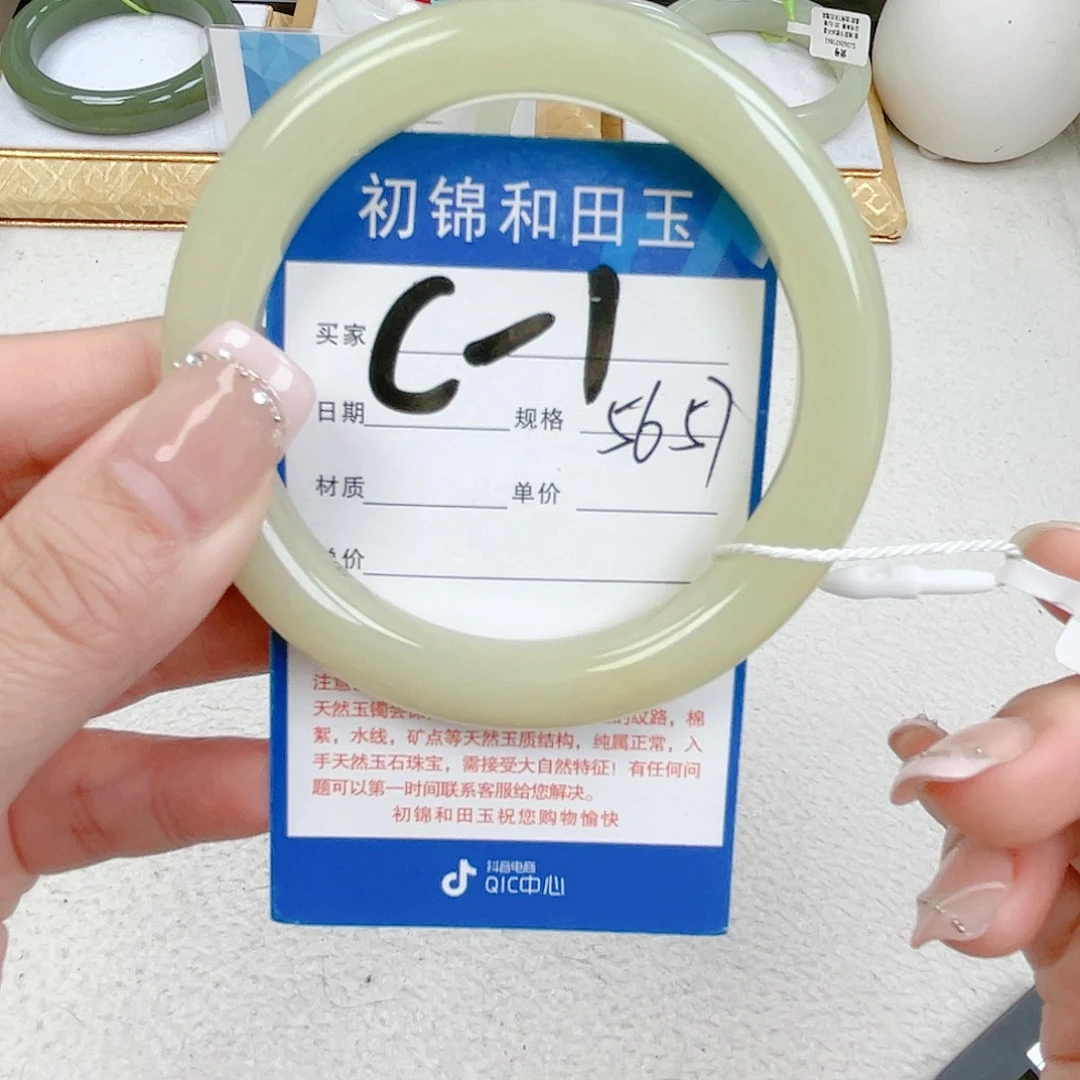 初锦和田玉
买家 C-1
日期 规格 56 57
材质 单价
价
注意
天然玉镯会 的纹路，棉
絮，水线，矿点等天然玉质结构，纯属正常，入
手天然玉石珠宝，需接受大自然特征！有任何问
题可以第一时间联系客服给您解决。
初锦和田玉祝您购物愉快
抖音电商
QIC中心